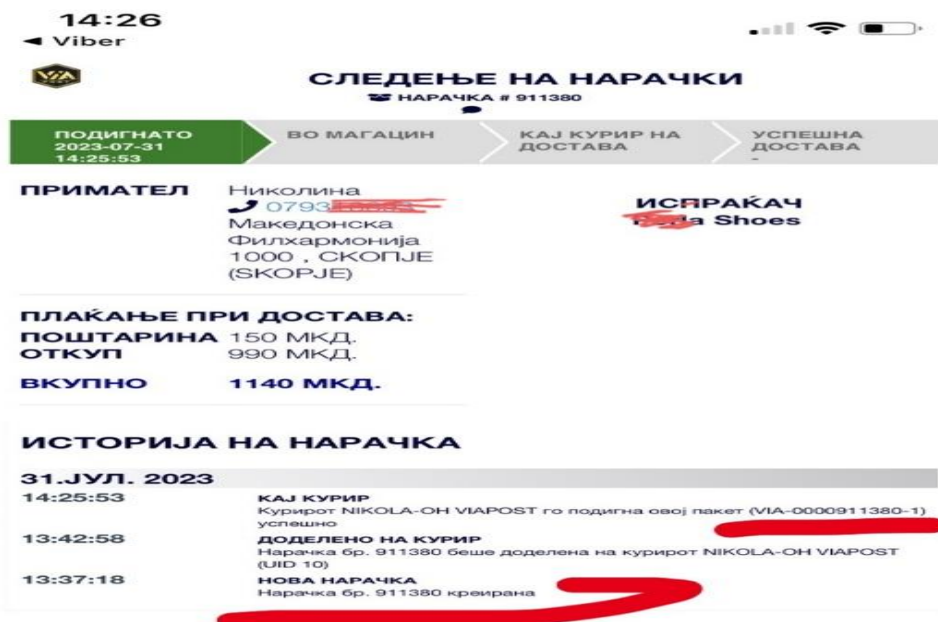 14:26
◄ Viber
VIA
СЛЕДЕЊЕ НА НАРАЧКИ
НАРАЧКА # 911380
ПОДИГНАТО
2023-07-31
14:25:53
ВО МАГАЦИН
КАЈ КУРИР НА
ДОСТАВА
УСПЕШНА
ДОСТАВА
-
ПРИМАТЕЛ
Николина
0793
Македонска
Филхармонија
1000 , СКОПЈЕ
(SKOPJE)
ИСПРАЌАЧ
Shoes
ПЛАЌАЊЕ ПРИ ДОСТАВА:
ПОШТАРИНА 150 МКД.
ОТКУП 990 МКД.
ВКУПНО 1140 МКД.
ИСТОРИЈА НА НАРАЧКА
31.ЈУЛ. 2023
14:25:53 КАЈ КУРИР
Курирот NIKOLA-OH VIAPOST го подигна овој пакет (VIA-0000911380-1)
успешно
13:42:58 ДОДЕЛЕНО НА КУРИР
Нарачка бр. 911380 беше доделена на курирот NIKOLA-OH VIAPOST
(UID 10)
13:37:18 НОВА НАРАЧКА
Нарачка бр. 911380 креирана